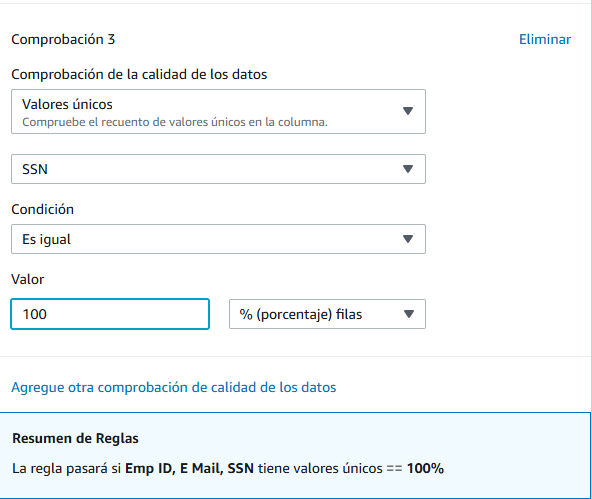 Comprobación 3
Eliminar
Comprobación de la calidad de los datos
Valores únicos
Compruebe el recuento de valores únicos en la columna.
SSN
Condición
Es igual
Valor
100
% (porcentaje) filas
Agregue otra comprobación de calidad de los datos
Resumen de Reglas
La regla pasará si Emp ID, E Mail, SSN tiene valores únicos == 100%